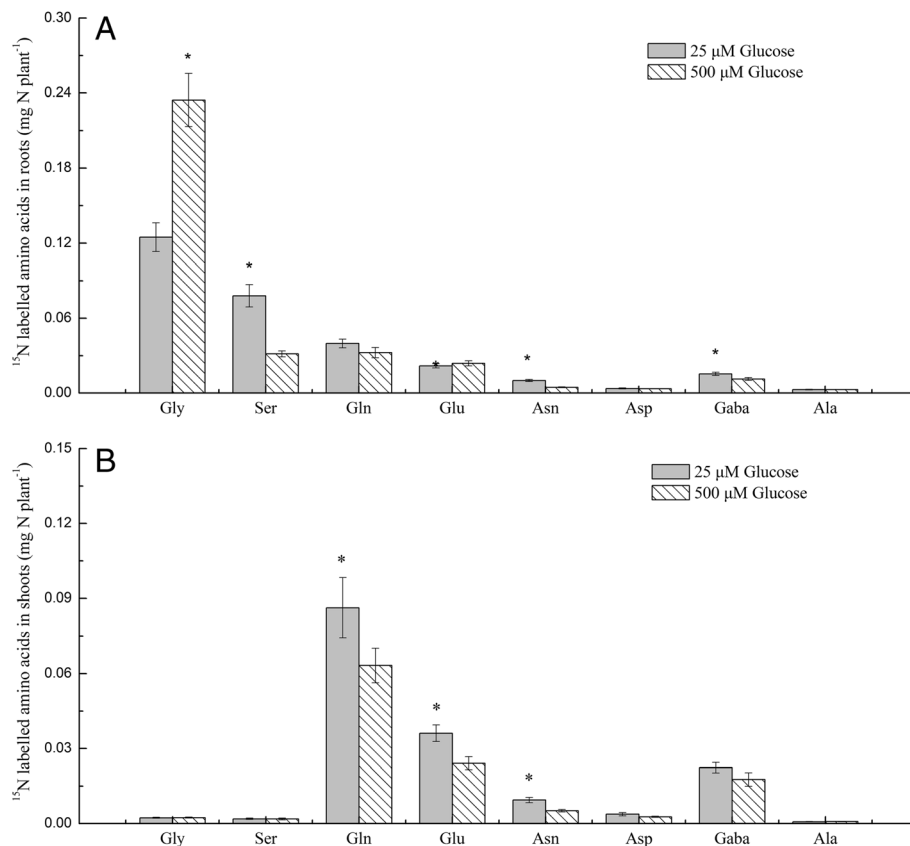 A
25 μM Glucose
500 μM Glucose
¹⁵N labelled amino acids in roots (mg N plant⁻¹)
0.30
0.24
0.18
0.12
0.06
0.00
* * * * *
Gly Ser Gln Glu Asn Asp Gaba Ala
B
25 μM Glucose
500 μM Glucose
¹⁵N labelled amino acids in shoots (mg N plant⁻¹)
0.15
0.12
0.09
0.06
0.03
0.00
* * *
Gly Ser Gln Glu Asn Asp Gaba Ala